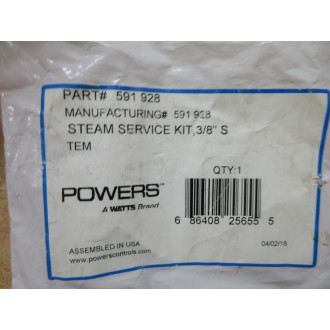 PART# 591 928
MANUFACTURING# 591 928
STEAM SERVICE KIT,3/8" S
TEM
QTY:1
POWERS™
A WATTS Brand
6 86408 25655 5
ASSEMBLED IN USA
www.powerscontrols.com
04/02/18